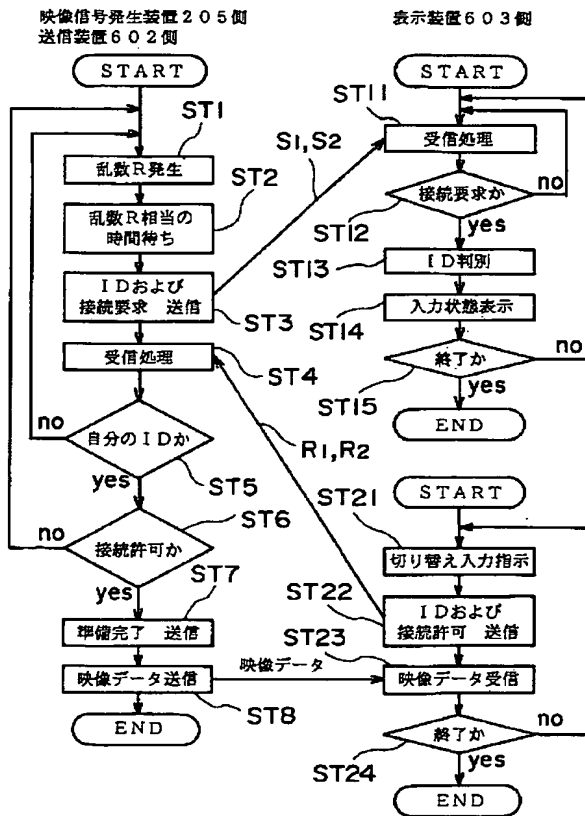 映像信号発生装置205側
送信装置602側
START
ST1
乱数R発生
ST2
乱数R相当の
時間待ち
IDおよび
接続要求 送信
ST3
受信処理
ST4
no
自分のIDか
yes
ST5
no
ST6
接続許可か
yes
ST7
準備完了 送信
映像データ送信
ST8
END
S1,S2
R1,R2
映像データ
表示装置603側
START
ST11
受信処理
接続要求か
no
ST12
yes
ST13
ID判別
ST14
入力状態表示
no
終了か
ST15
yes
END
START
ST21
切り替え入力指示
ST22
IDおよび
接続許可 送信
ST23
映像データ受信
終了か
no
ST24
yes
END